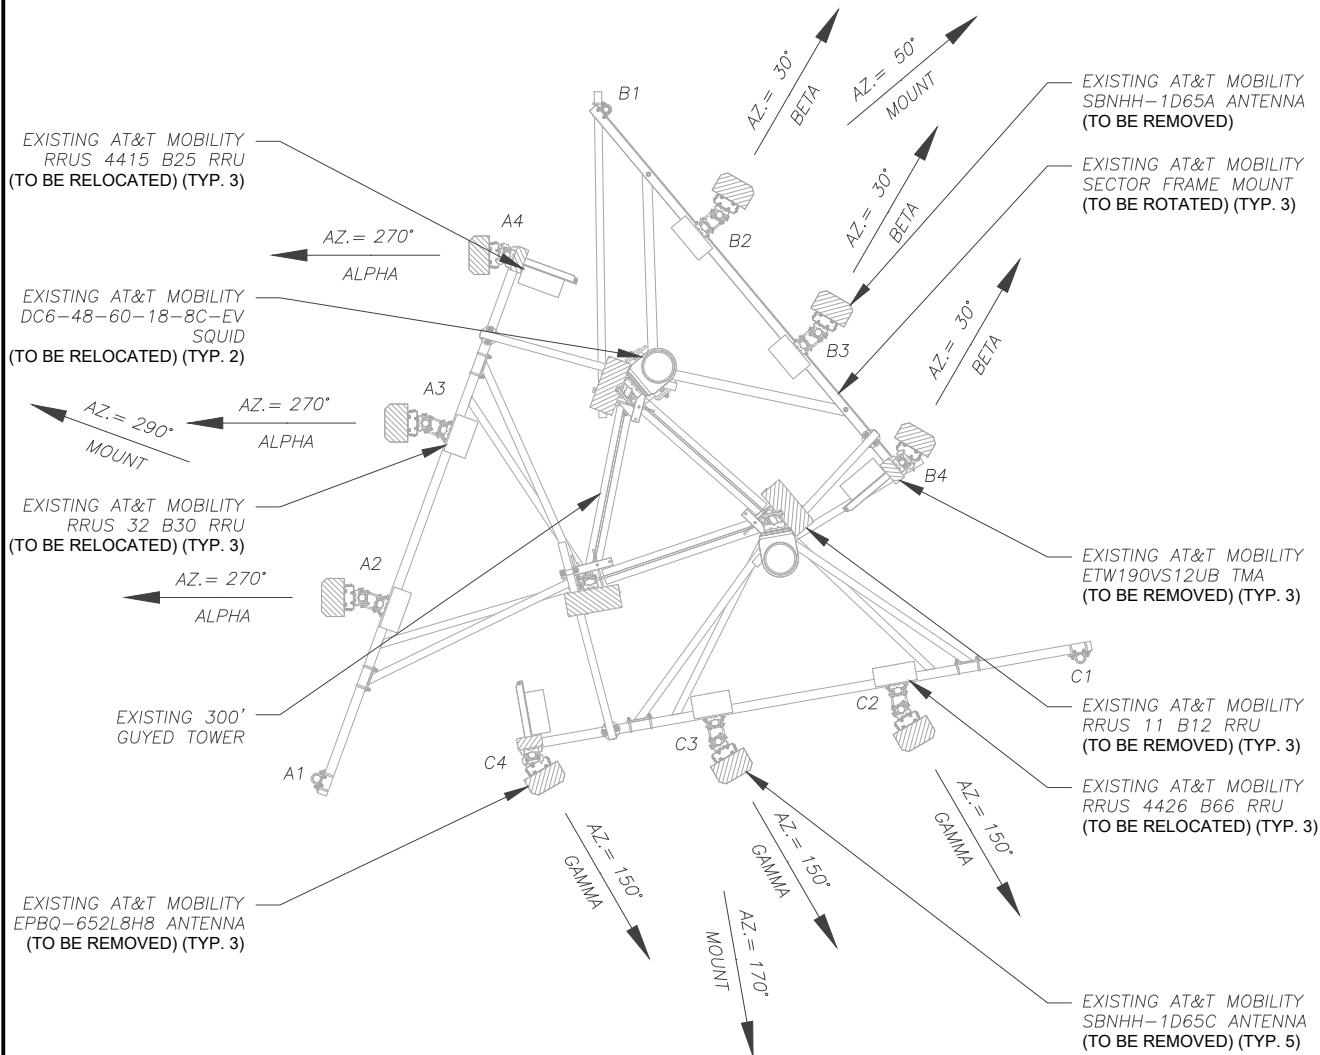 EXISTING AT&T MOBILITY
RRUS 4415 B25 RRU
(TO BE RELOCATED) (TYP. 3)
EXISTING AT&T MOBILITY
DC6-48-60-18-8C-EV
SQUID
(TO BE RELOCATED) (TYP. 2)
EXISTING AT&T MOBILITY
RRUS 32 B30 RRU
(TO BE RELOCATED) (TYP. 3)
EXISTING 300'
GUYED TOWER
EXISTING AT&T MOBILITY
EPBQ-652L8H8 ANTENNA
(TO BE REMOVED) (TYP. 3)
AZ.= 270°
ALPHA
AZ.= 270°
ALPHA
AZ.= 290°
MOUNT
AZ.= 270°
ALPHA
A4
A3
A2
A1
B1
B2
B3
B4
C1
C2
C3
C4
AZ.= 30°
BETA
AZ.= 50°
MOUNT
AZ.= 30°
BETA
AZ.= 30°
BETA
AZ.= 150°
GAMMA
AZ.= 150°
GAMMA
AZ.= 150°
GAMMA
AZ.= 170°
MOUNT
EXISTING AT&T MOBILITY
SBNHH-1D65A ANTENNA
(TO BE REMOVED)
EXISTING AT&T MOBILITY
SECTOR FRAME MOUNT
(TO BE ROTATED) (TYP. 3)
EXISTING AT&T MOBILITY
ETW190VS12UB TMA
(TO BE REMOVED) (TYP. 3)
EXISTING AT&T MOBILITY
RRUS 11 B12 RRU
(TO BE REMOVED) (TYP. 3)
EXISTING AT&T MOBILITY
RRUS 4426 B66 RRU
(TO BE RELOCATED) (TYP. 3)
EXISTING AT&T MOBILITY
SBNHH-1D65C ANTENNA
(TO BE REMOVED) (TYP. 5)